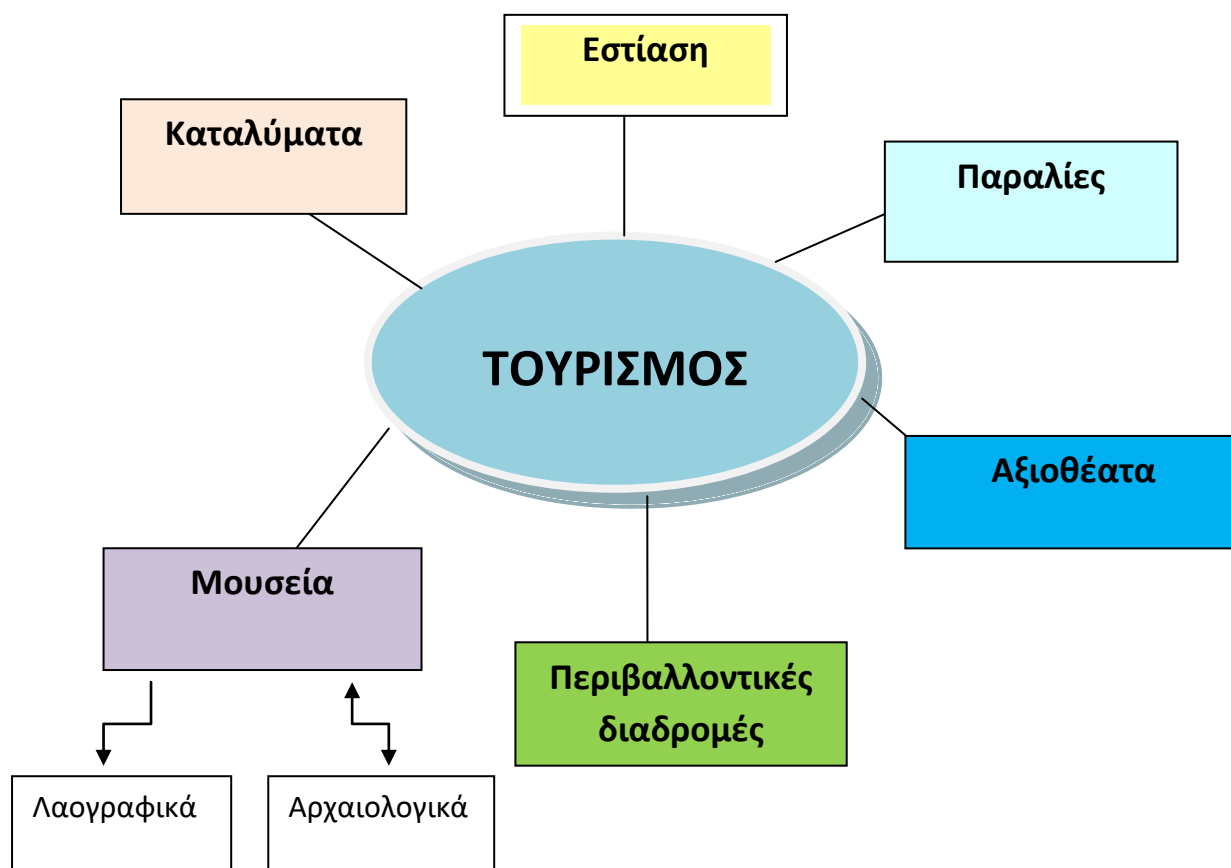 Εστίαση
Καταλύματα
Παραλίες
ΤΟΥΡΙΣΜΟΣ
Αξιοθέατα
Μουσεία
Περιβαλλοντικές
διαδρομές
Λαογραφικά
Αρχαιολογικά